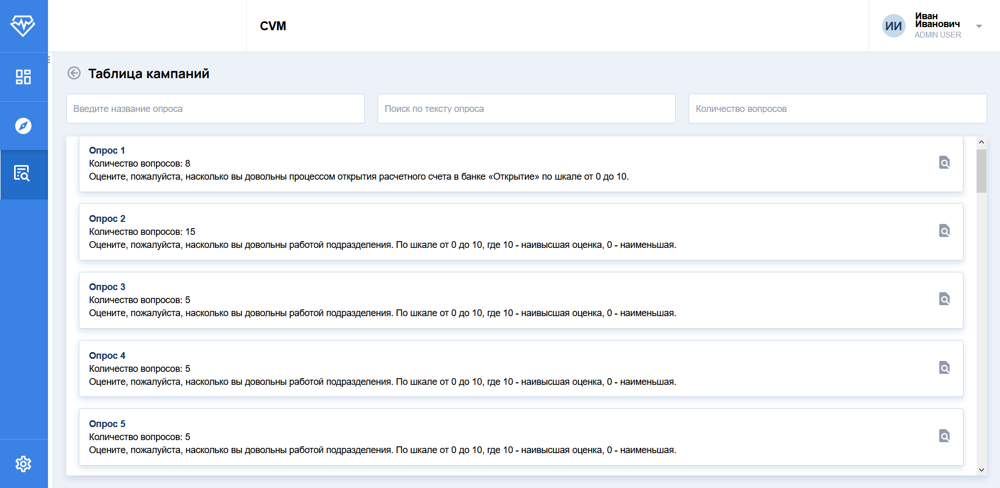 CVM
ИИ
Иван
Иванович
ADMIN USER
Таблица кампаний
Введите название опроса
Поиск по тексту опроса
Количество вопросов
Опрос 1
Количество вопросов: 8
Оцените, пожалуйста, насколько вы довольны процессом открытия расчетного счета в банке «Открытие» по шкале от 0 до 10.
Опрос 2
Количество вопросов: 15
Оцените, пожалуйста, насколько вы довольны работой подразделения. По шкале от 0 до 10, где 10 - наивысшая оценка, 0 - наименьшая.
Опрос 3
Количество вопросов: 5
Оцените, пожалуйста, насколько вы довольны работой подразделения. По шкале от 0 до 10, где 10 - наивысшая оценка, 0 - наименьшая.
Опрос 4
Количество вопросов: 5
Оцените, пожалуйста, насколько вы довольны работой подразделения. По шкале от 0 до 10, где 10 - наивысшая оценка, 0 - наименьшая.
Опрос 5
Количество вопросов: 5
Оцените, пожалуйста, насколько вы довольны работой подразделения. По шкале от 0 до 10, где 10 - наивысшая оценка, 0 - наименьшая.